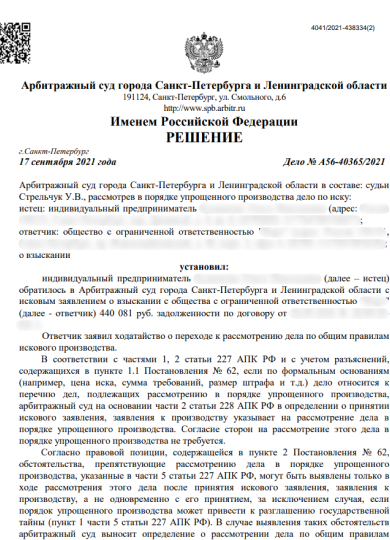 4041/2021-438334(2)
Арбитражный суд города Санкт-Петербурга и Ленинградской области
191124, Санкт-Петербург, ул. Смольного, д.6
http://www.spb.arbitr.ru
Именем Российской Федерации
РЕШЕНИЕ
г.Санкт-Петербург
17 сентября 2021 года Дело № А56-40365/2021
Арбитражный суд города Санкт-Петербурга и Ленинградской области в составе: судьи
Стрельчук У.В., рассмотрев в порядке упрощенного производства дело по иску:
истец: индивидуальный предприниматель (адрес:
;
ответчик: общество с ограниченной ответственностью "
;
о взыскании
установил:
индивидуальный предприниматель (далее – истец)
обратилось в Арбитражный суд города Санкт-Петербурга и Ленинградской области с
исковым заявлением о взыскании с общества с ограниченной ответственностью "
(далее - ответчик) 440 081 руб. задолженности по договору от
Ответчик заявил ходатайство о переходе к рассмотрению дела по общим правилам
искового производства.
В соответствии с частями 1, 2 статьи 227 АПК РФ и с учетом разъяснений,
содержащихся в пункте 1.1 Постановления № 62, если по формальным основаниям
(например, цена иска, сумма требований, размер штрафа и т.д.) дело относится к
перечню дел, подлежащих рассмотрению в порядке упрощенного производства,
арбитражный суд на основании части 2 статьи 228 АПК РФ в определении о принятии
искового заявления, заявления к производству указывает на рассмотрение дела в
порядке упрощенного производства. Согласие сторон на рассмотрение этого дела в
порядке упрощенного производства не требуется.
Согласно правовой позиции, содержащейся в пункте 2 Постановления № 62,
обстоятельства, препятствующие рассмотрению дела в порядке упрощенного
производства, указанные в части 5 статьи 227 АПК РФ, могут быть выявлены только в
ходе рассмотрения этого дела после принятия искового заявления, заявления к
производству, а не одновременно с его принятием, за исключением случая, если
порядок упрощенного производства может привести к разглашению государственной
тайны (пункт 1 части 5 статьи 227 АПК РФ). В случае выявления таких обстоятельств
арбитражный суд выносит определение о рассмотрении дела по общим правилам